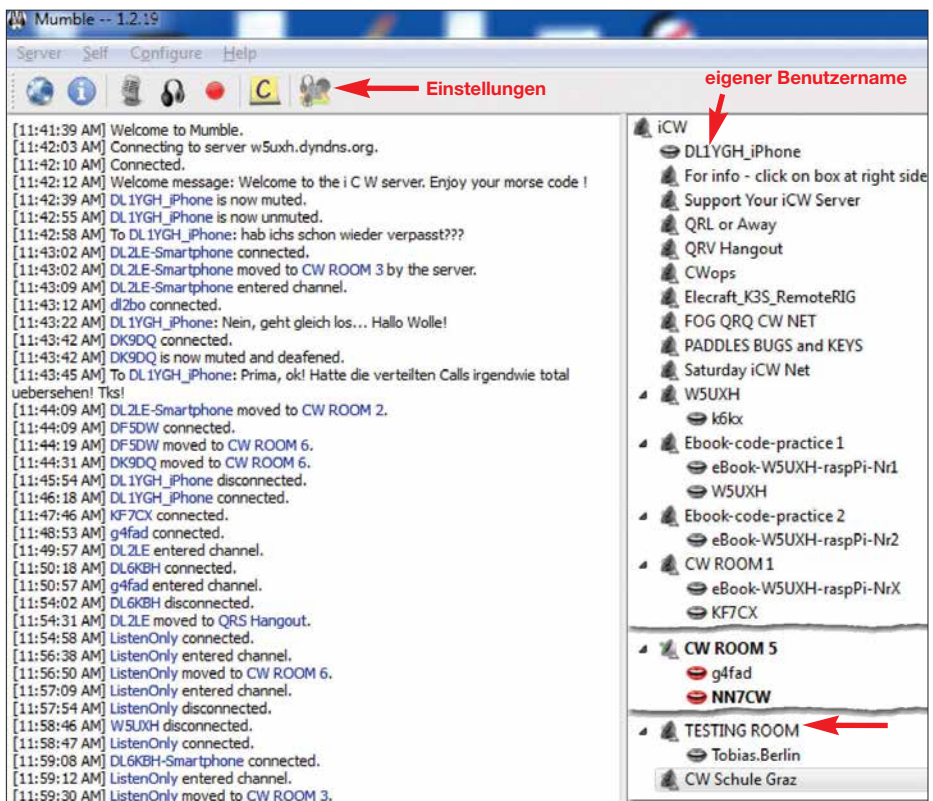 Mumble -- 1.2.19
Server Self Configure Help
C
Einstellungen
eigener Benutzername
[11:41:39 AM] Welcome to Mumble.
[11:42:03 AM] Connecting to server w5uxh.dyndns.org.
[11:42:10 AM] Connected.
[11:42:12 AM] Welcome message: Welcome to the i C W server. Enjoy your morse code !
[11:42:39 AM] DL1YGH_iPhone is now muted.
[11:42:55 AM] DL1YGH_iPhone is now unmuted.
[11:42:58 AM] To DL1YGH_iPhone: hab ichs schon wieder verpasst???
[11:43:02 AM] DL2LE-Smartphone connected.
[11:43:02 AM] DL2LE-Smartphone moved to CW ROOM 3 by the server.
[11:43:09 AM] DL2LE-Smartphone entered channel.
[11:43:12 AM] dl2bo connected.
[11:43:22 AM] DL1YGH_iPhone: Nein, geht gleich los... Hallo Wolle!
[11:43:42 AM] DK9DQ connected.
[11:43:42 AM] DK9DQ is now muted and deafened.
[11:43:45 AM] To DL1YGH_iPhone: Prima, ok! Hatte die verteilten Calls irgendwie total
uebersehen! Tks!
[11:44:09 AM] DL2LE-Smartphone moved to CW ROOM 2.
[11:44:09 AM] DF5DW connected.
[11:44:19 AM] DF5DW moved to CW ROOM 6.
[11:44:31 AM] DK9DQ moved to CW ROOM 6.
[11:45:54 AM] DL1YGH_iPhone disconnected.
[11:46:18 AM] DL1YGH_iPhone connected.
[11:47:46 AM] KF7CX connected.
[11:48:53 AM] g4fad connected.
[11:49:57 AM] DL2LE entered channel.
[11:50:18 AM] DL6KBH connected.
[11:50:57 AM] g4fad entered channel.
[11:54:02 AM] DL6KBH disconnected.
[11:54:31 AM] DL2LE moved to QRS Hangout.
[11:54:58 AM] ListenOnly connected.
[11:56:38 AM] ListenOnly entered channel.
[11:56:50 AM] ListenOnly moved to CW ROOM 6.
[11:57:09 AM] ListenOnly entered channel.
[11:57:54 AM] ListenOnly disconnected.
[11:58:46 AM] W5UXH disconnected.
[11:58:47 AM] ListenOnly connected.
[11:59:08 AM] DL6KBH-Smartphone connected.
[11:59:12 AM] ListenOnly entered channel.
[11:59:30 AM] ListenOnly moved to CW ROOM 3.
iCW
DL1YGH_iPhone
For info - click on box at right side
Support Your iCW Server
QRL or Away
QRV Hangout
CWops
Elecraft_K3S_RemoteRIG
FOG QRQ CW NET
PADDLES BUGS and KEYS
Saturday iCW Net
W5UXH
k6kx
Ebook-code-practice 1
eBook-W5UXH-raspPi-Nr1
W5UXH
Ebook-code-practice 2
eBook-W5UXH-raspPi-Nr2
CW ROOM 1
eBook-W5UXH-raspPi-NrX
KF7CX
CW ROOM 5
g4fad
NN7CW
TESTING ROOM
Tobias.Berlin
CW Schule Graz